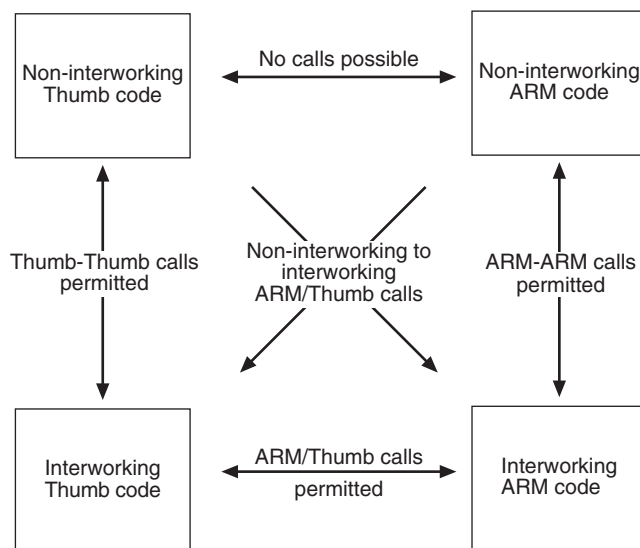 Non-interworking
Thumb code
No calls possible
Non-interworking
ARM code
Thumb-Thumb calls
permitted
Non-interworking to
interworking
ARM/Thumb calls
ARM-ARM calls
permitted
Interworking
Thumb code
ARM/Thumb calls
permitted
Interworking
ARM code